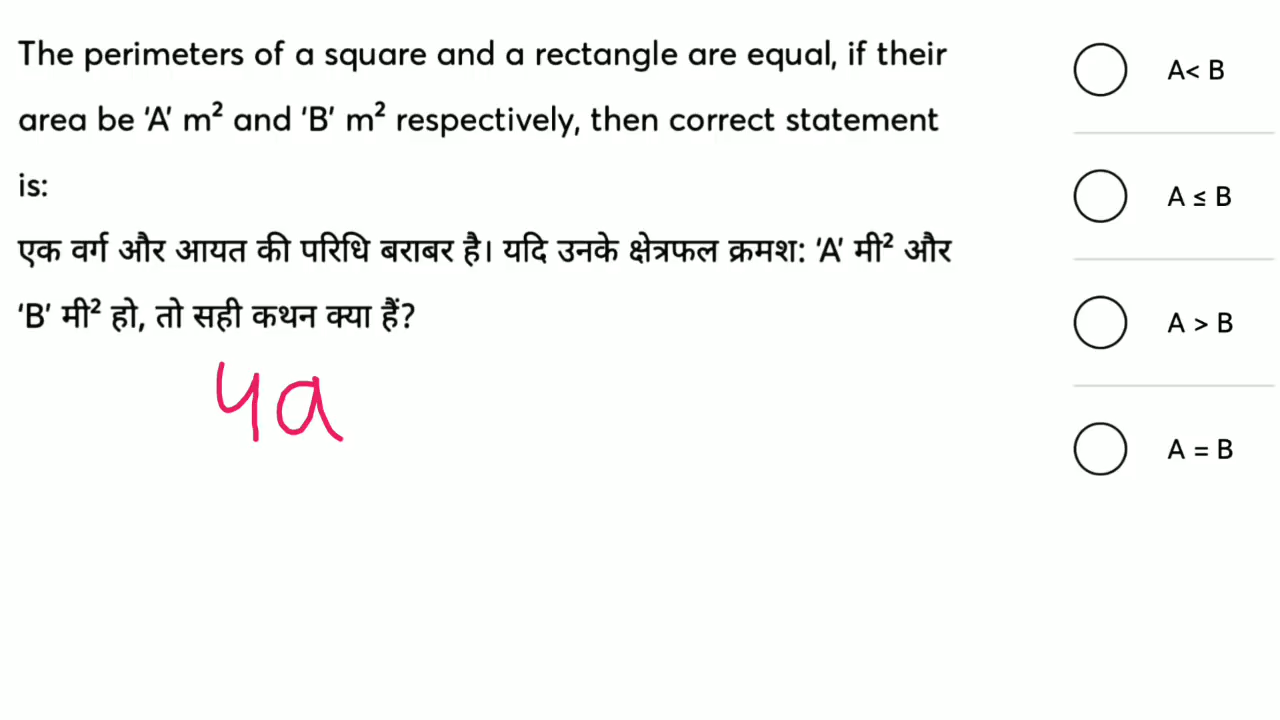 The perimeters of a square and a rectangle are equal, if their
area be ‘A’ m² and ‘B’ m² respectively, then correct statement
is:
एक वर्ग और आयत की परिधि बराबर है। यदि उनके क्षेत्रफल क्रमश: ‘A’ मी² और
‘B’ मी² हो, तो सही कथन क्या हैं?
4a
A< B
A ≤ B
A > B
A = B